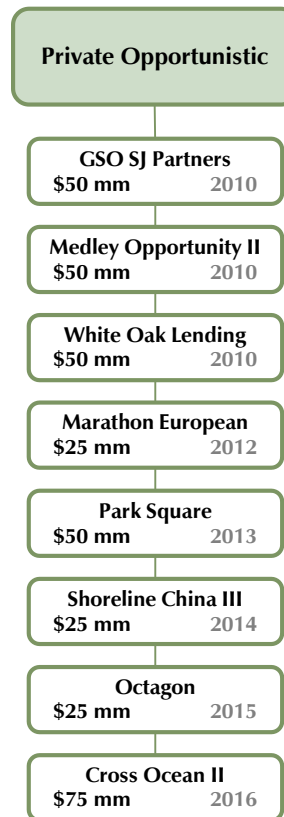 Private Opportunistic
GSO SJ Partners
$50 mm 2010
Medley Opportunity II
$50 mm 2010
White Oak Lending
$50 mm 2010
Marathon European
$25 mm 2012
Park Square
$50 mm 2013
Shoreline China III
$25 mm 2014
Octagon
$25 mm 2015
Cross Ocean II
$75 mm 2016